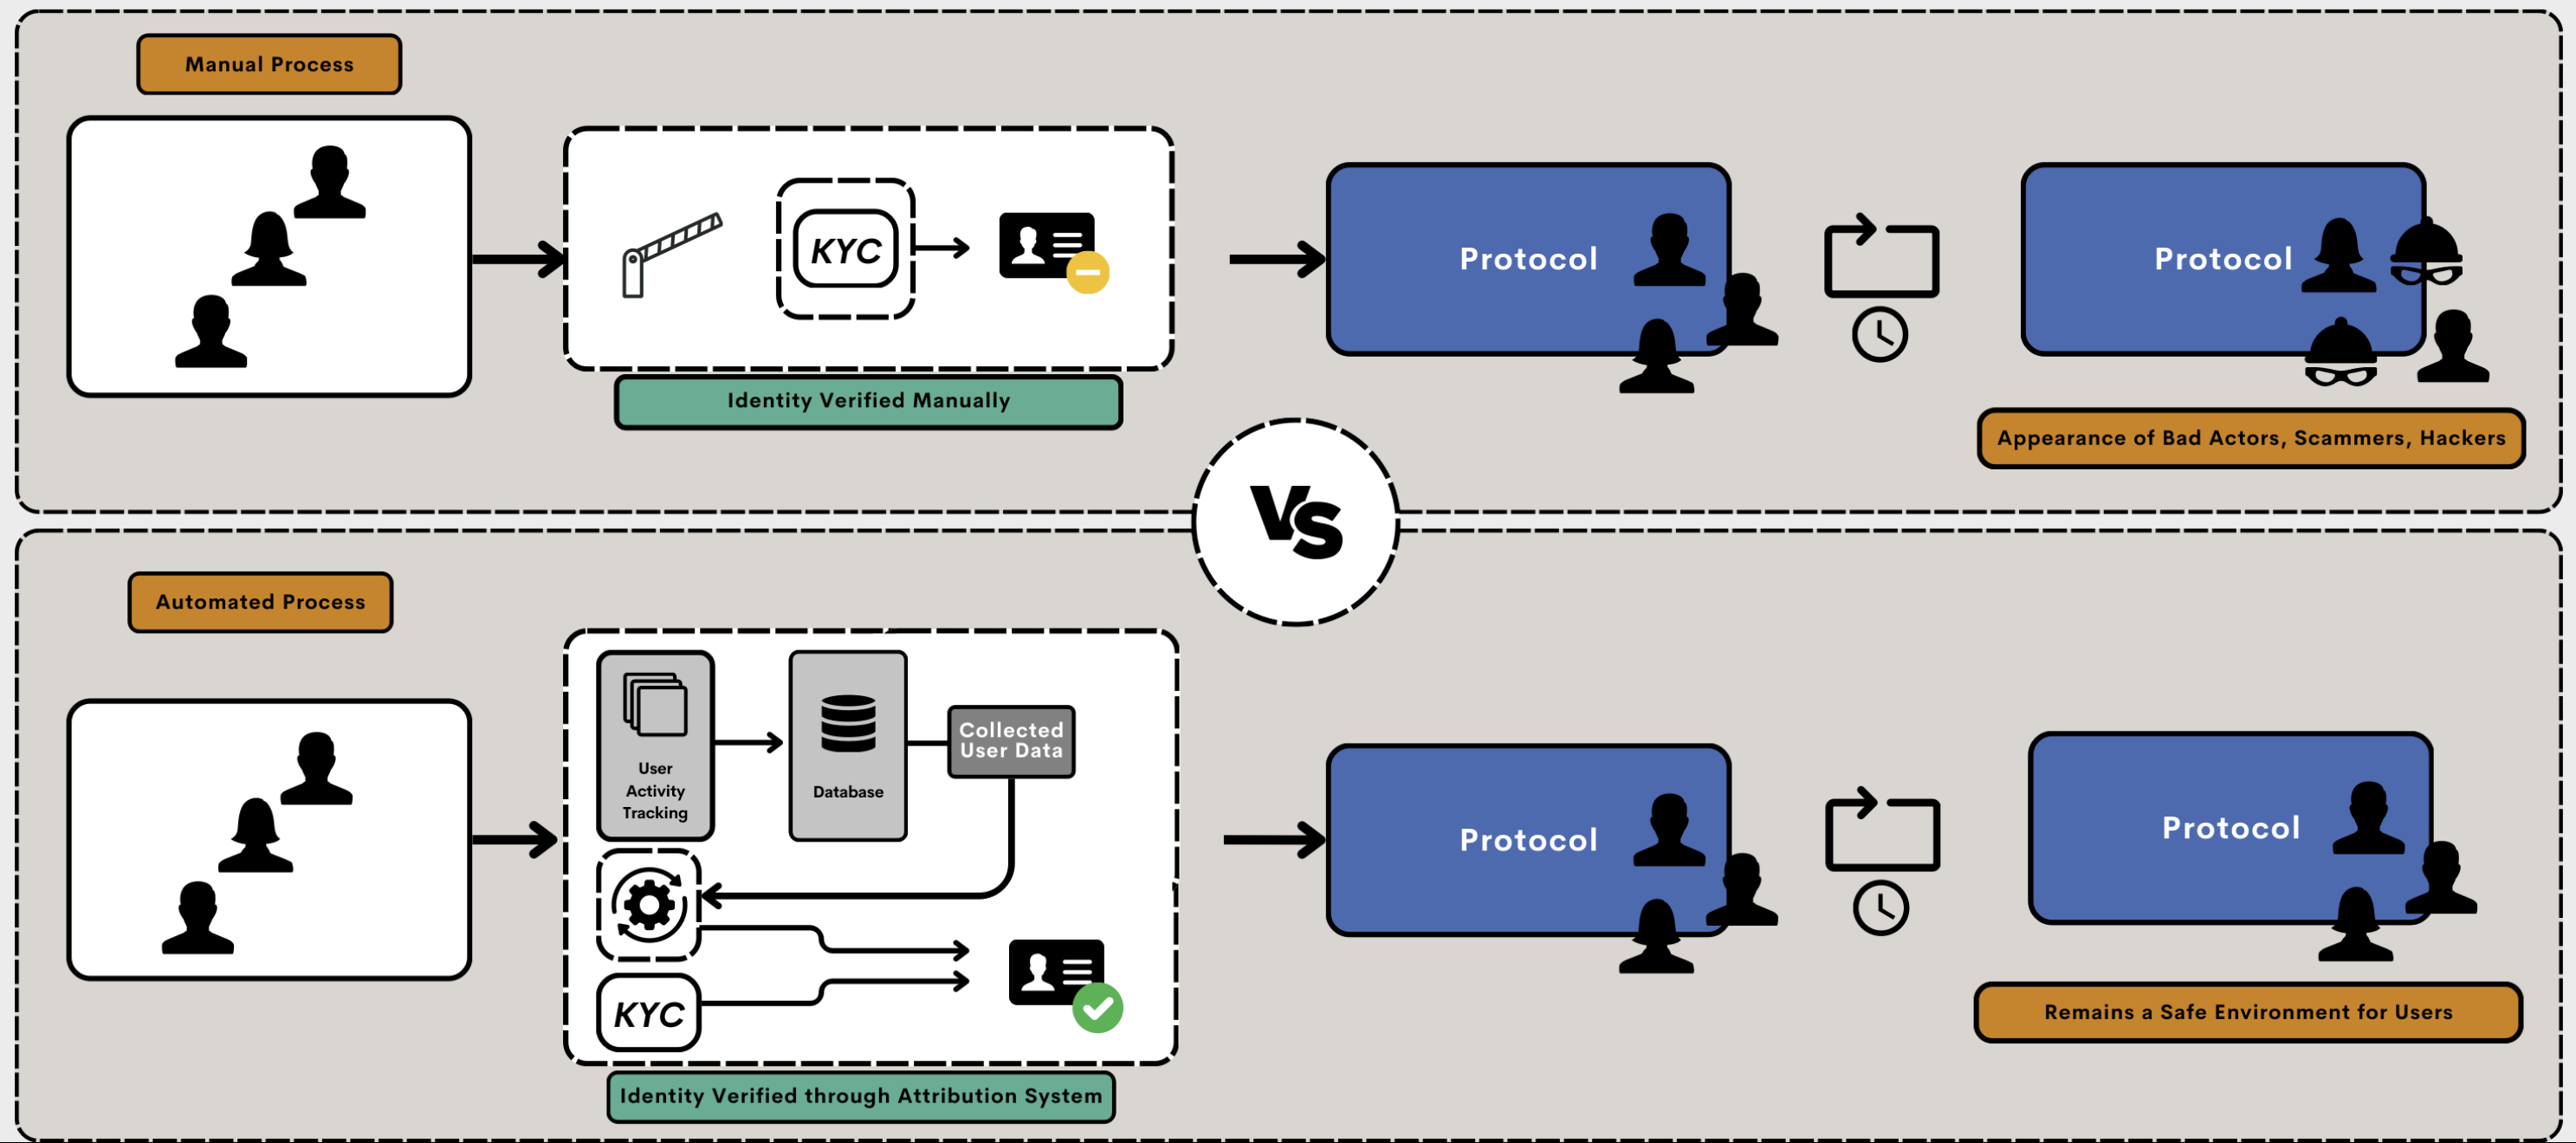 Manual Process
KYC
Identity Verified Manually
Protocol
Protocol
Appearance of Bad Actors, Scammers, Hackers
VS
Automated Process
User
Activity
Tracking
Database
Collected
User Data
KYC
Identity Verified through Attribution System
Protocol
Protocol
Remains a Safe Environment for Users